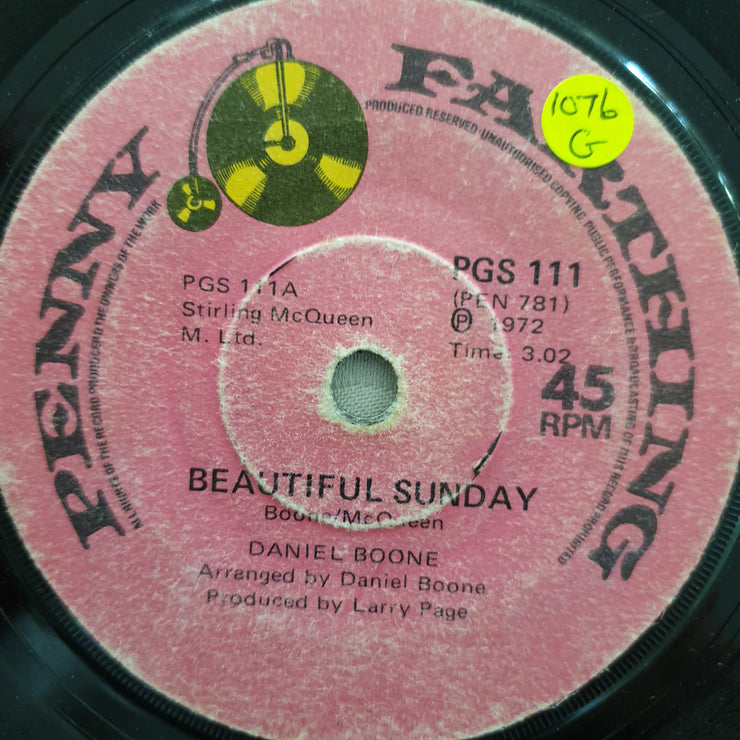 PENNY FARTHING
1076
G
ALL RIGHTS OF THE RECORD PRODUCER AND THE OWNERS OF THE WORK
PRODUCED RESERVED·UNAUTHORISED COPYING, PUBLIC PERFORMANCE & BROADCASTING OF THIS RECORD PROHIBITED
PGS 111A
Stirling McQueen
M. Ltd.
PGS 111
(PEN 781)
Ⓟ 1972
Time: 3.02
45
RPM
BEAUTIFUL SUNDAY
Boone/McQueen
DANIEL BOONE
Arranged by Daniel Boone
Produced by Larry Page